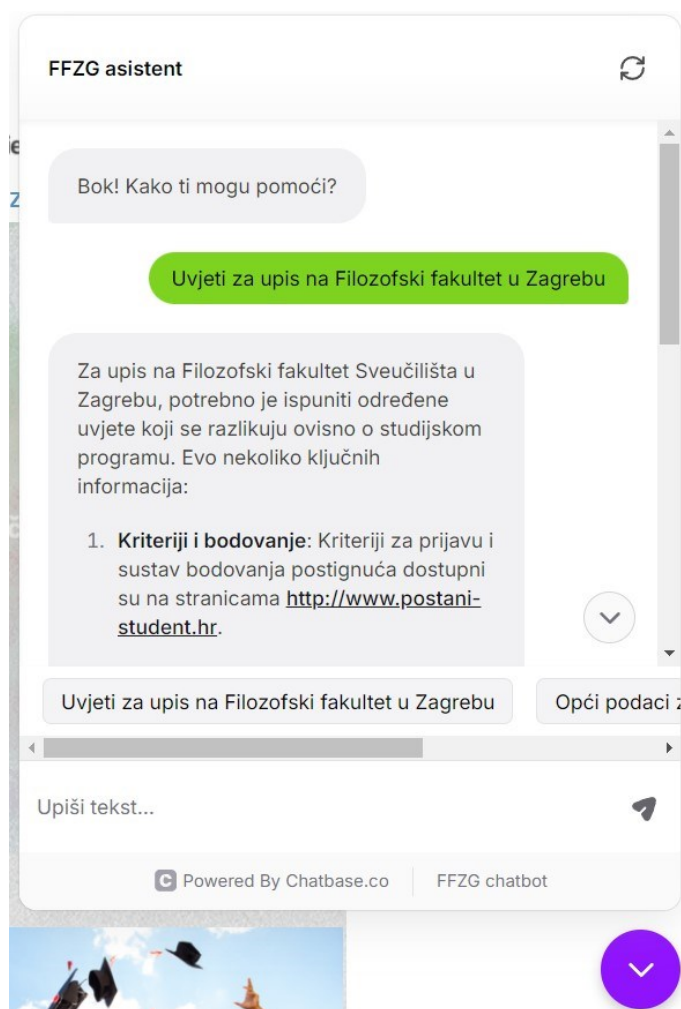 FFZG asistent
Bok! Kako ti mogu pomoći?
Uvjeti za upis na Filozofski fakultet u Zagrebu
Za upis na Filozofski fakultet Sveučilišta u
Zagrebu, potrebno je ispuniti određene
uvjete koji se razlikuju ovisno o studijskom
programu. Evo nekoliko ključnih
informacija:
1. Kriteriji i bodovanje: Kriteriji za prijavu i
sustav bodovanja postignuća dostupni
su na stranicama http://www.postani-
student.hr.
Uvjeti za upis na Filozofski fakultet u Zagrebu
Opći podaci
Upiši tekst...
C Powered By Chatbase.co
FFZG chatbot